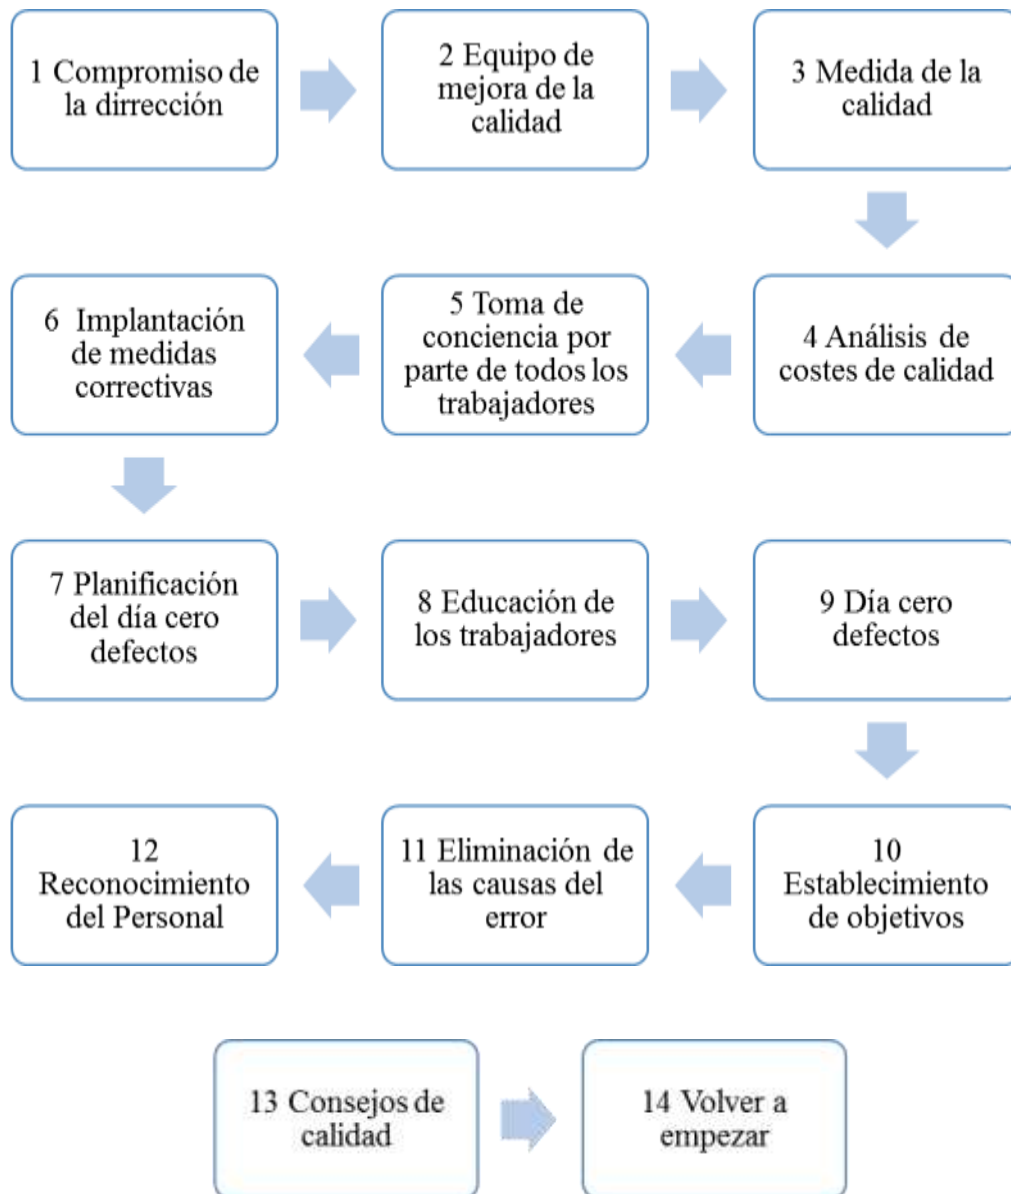 1 Compromiso de
la dirrección
2 Equipo de
mejora de la
calidad
3 Medida de la
calidad
6  Implantación
de medidas
correctivas
5 Toma de
conciencia por
parte de todos los
trabajadores
4 Análisis de
costes de calidad
7 Planificación
del día cero
defectos
8 Educación de
los trabajadores
9 Día cero
defectos
12
Reconocimiento
del Personal
11 Eliminación de
las causas del
error
10
Establecimiento
de objetivos
13 Consejos de
calidad
14 Volver a
empezar